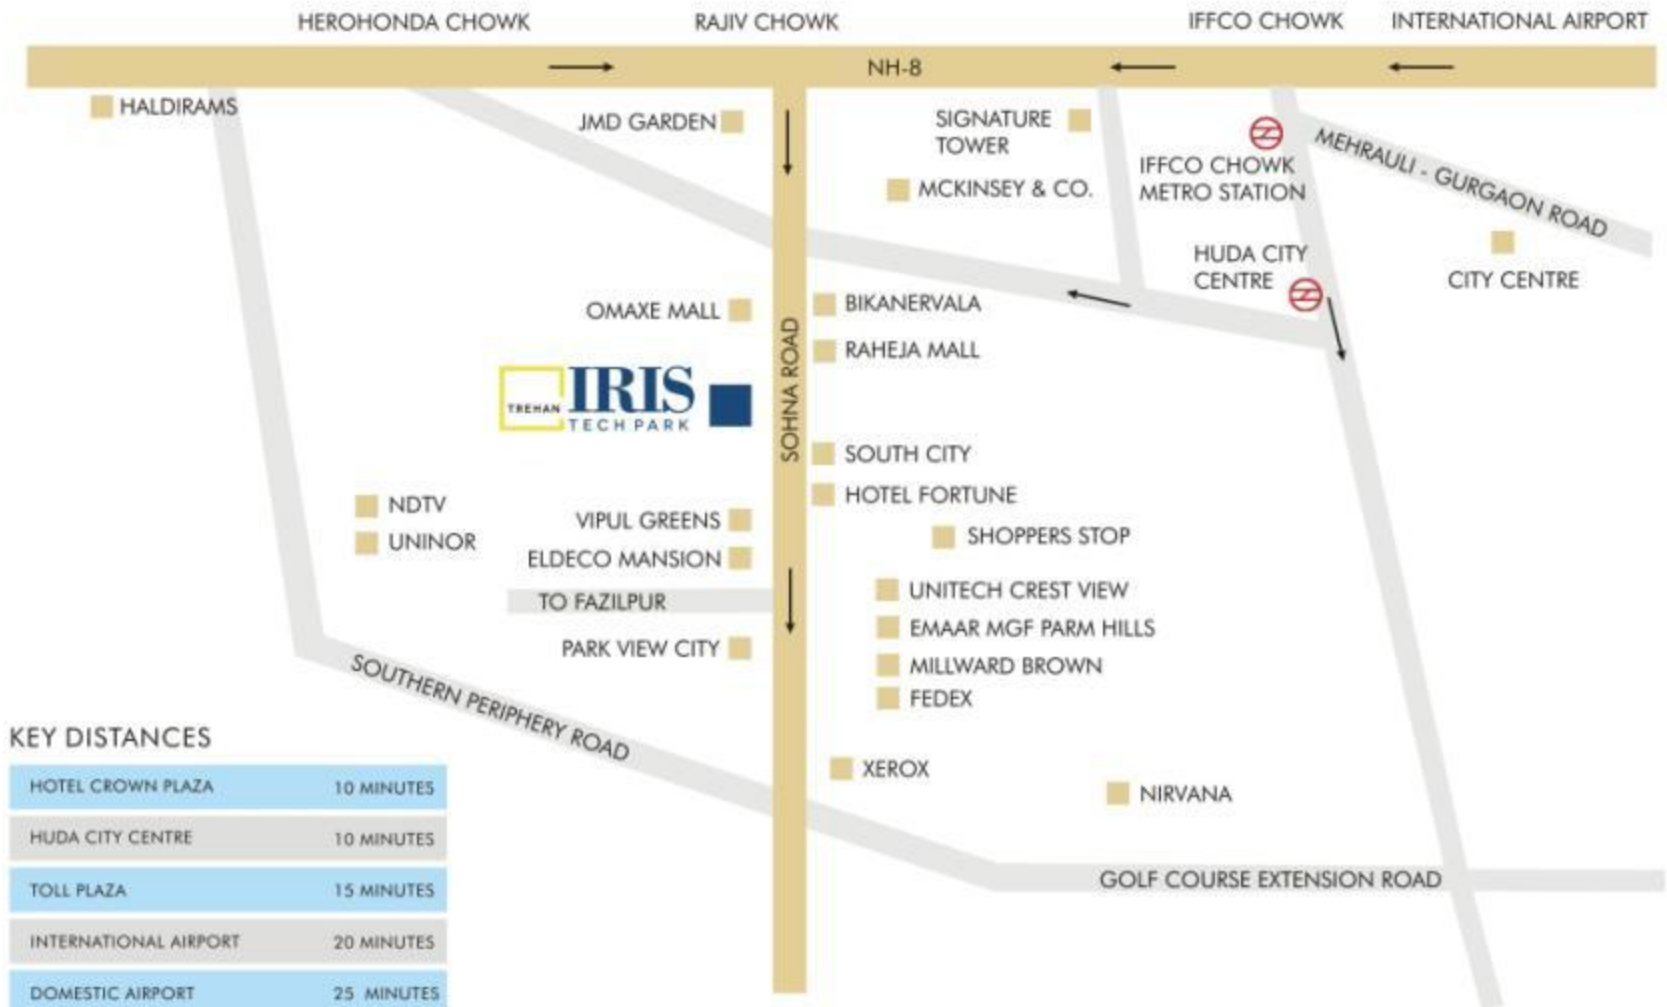 HEROHONDA CHOWK
RAJIV CHOWK
IFFCO CHOWK
INTERNATIONAL AIRPORT
NH-8
HALDIRAMS
JMD GARDEN
SIGNATURE
TOWER
MCKINSEY & CO.
IFFCO CHOWK
METRO STATION
MEHRAULI - GURGAON ROAD
HUDA CITY
CENTRE
CITY CENTRE
OMAXE MALL
BIKANERVALA
RAHEJA MALL
SOHNA ROAD
TREHAN
IRIS
TECH PARK
SOUTH CITY
HOTEL FORTUNE
NDTV
UNINOR
VIPUL GREENS
ELDECO MANSION
SHOPPERS STOP
TO FAZILPUR
UNITECH CREST VIEW
EMAAR MGF PARM HILLS
PARK VIEW CITY
MILLWARD BROWN
FEDEX
SOUTHERN PERIPHERY ROAD
XEROX
NIRVANA
GOLF COURSE EXTENSION ROAD
KEY DISTANCES
HOTEL CROWN PLAZA 10 MINUTES
HUDA CITY CENTRE 10 MINUTES
TOLL PLAZA 15 MINUTES
INTERNATIONAL AIRPORT 20 MINUTES
DOMESTIC AIRPORT 25 MINUTES